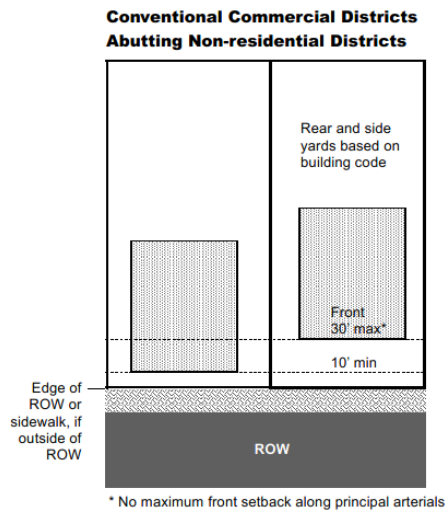 Conventional Commercial Districts
Abutting Non-residential Districts
Rear and side
yards based on
building code
Front
30' max*
10' min
Edge of
ROW or
sidewalk, if
outside of
ROW
ROW
* No maximum front setback along principal arterials